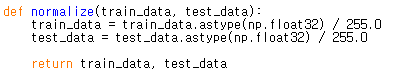 def normalize(train_data, test_data):
    train_data = train_data.astype(np.float32) / 255.0
    test_data = test_data.astype(np.float32) / 255.0
    return train_data, test_data